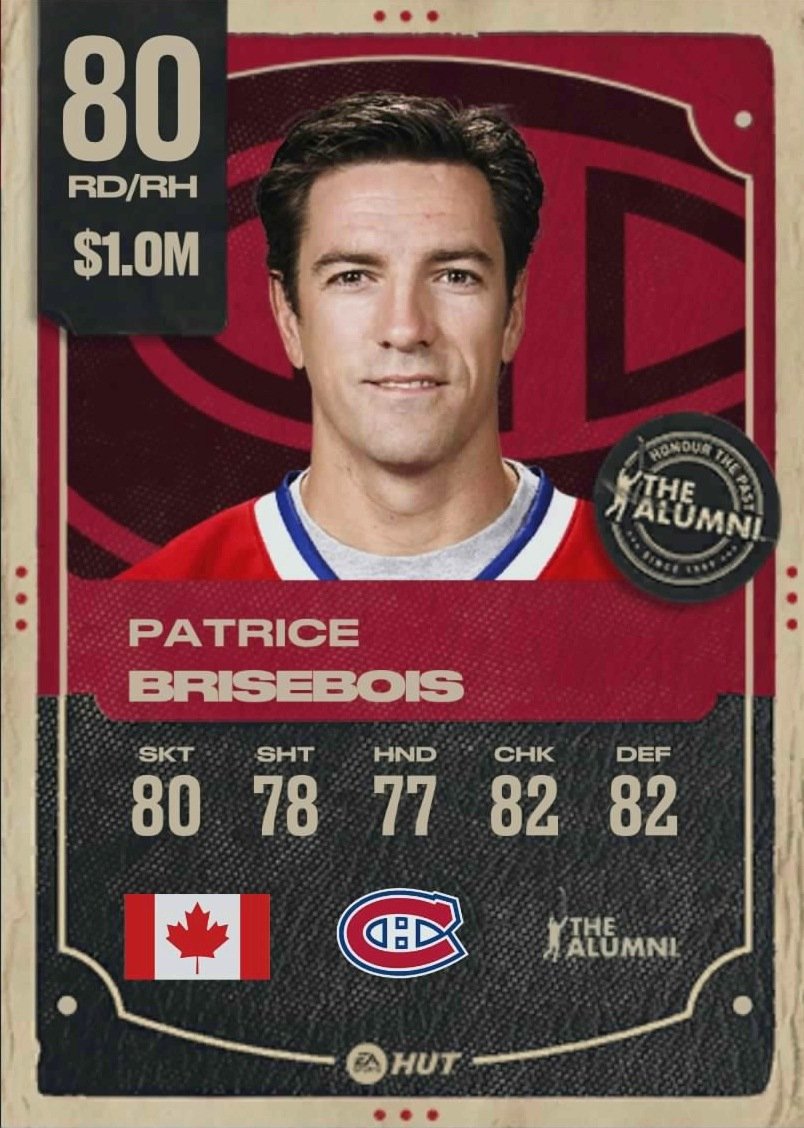 80
RD/RH
$1.0M
HONOUR THE PAST
THE
ALUMNI
PATRICE
BRISEBOIS
SKT SHT HND CHK DEF
80 78 77 82 82
THE
ALUMNI
EA
HUT